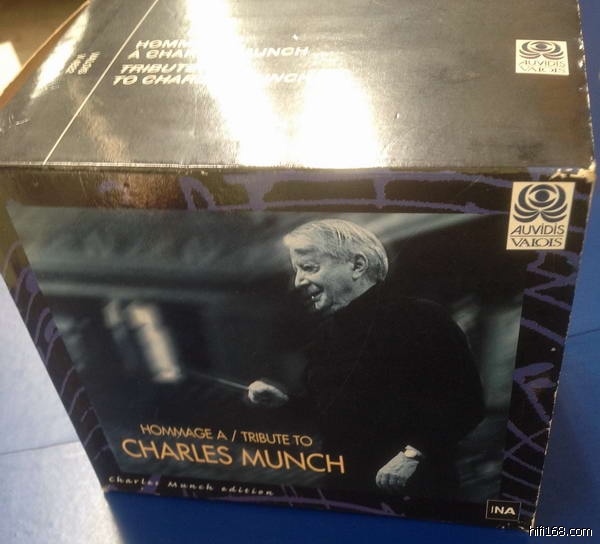 HOMMAGE
A CHARLES MUNCH
TRIBUTE
TO CHARLES MUNCH
AUVIDIS
VALOIS
AUVIDIS
VALOIS
HOMMAGE A / TRIBUTE TO
CHARLES MUNCH
Charles Munch edition
INA
hifi168.com